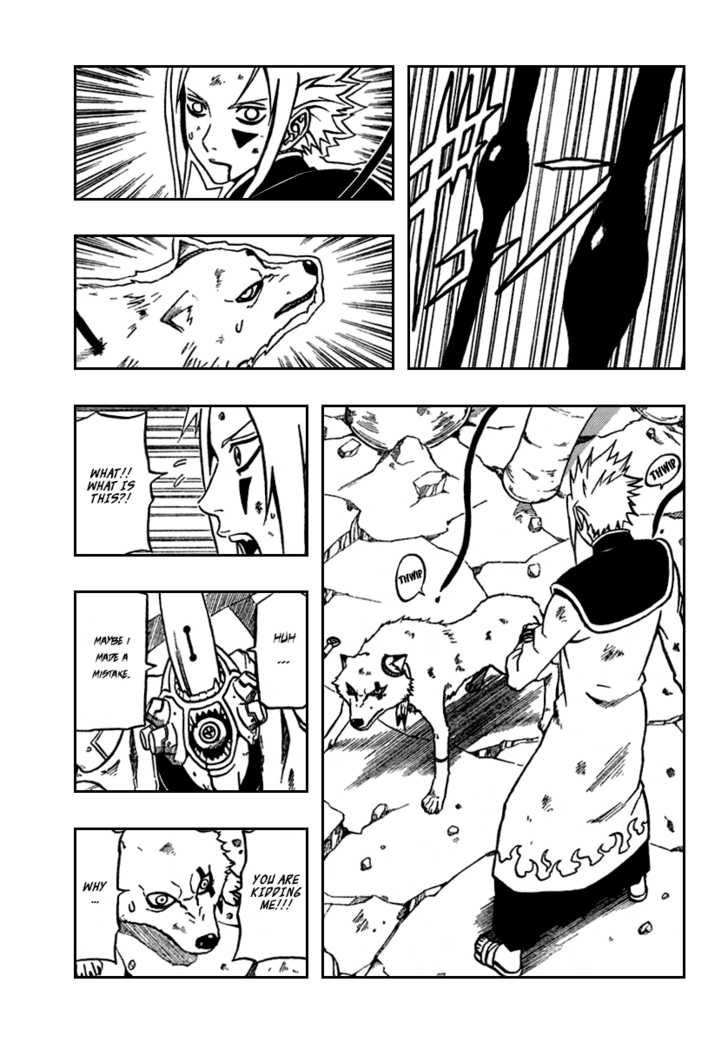 THWIP
THWIP
WHAT!!
WHAT IS
THIS?!
HUH
...
MAYBE I
MADE A
MISTAKE.
YOU ARE
KIDDING
ME!!!
WHY
...